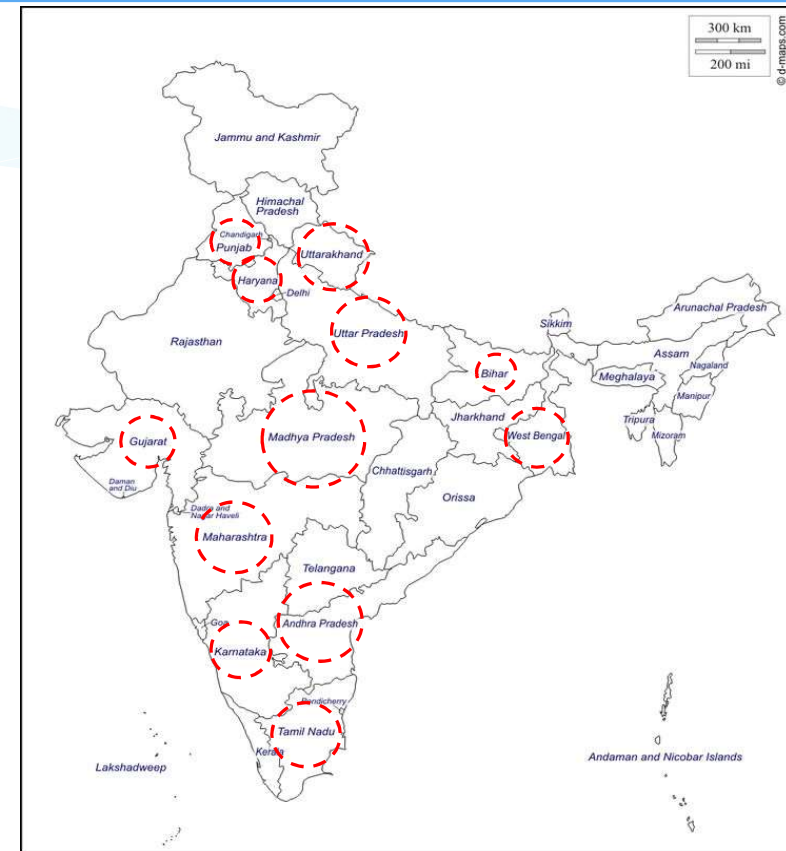 300 km
200 mi
© d-maps.com
Jammu and Kashmir
Himachal
Pradesh
Chandigarh
Punjab
Uttarakhand
Haryana
Delhi
Rajasthan
Uttar Pradesh
Sikkim
Arunachal Pradesh
Assam
Nagaland
Meghalaya
Manipur
Bihar
Tripura
Mizoram
Jharkhand
West Bengal
Gujarat
Madhya Pradesh
Chhattisgarh
Daman
and Diu
Orissa
Dadra and
Nagar Haveli
Maharashtra
Telangana
Goa
Andhra Pradesh
Karnataka
Pondicherry
Tamil Nadu
Kerala
Lakshadweep
Andaman and Nicobar Islands